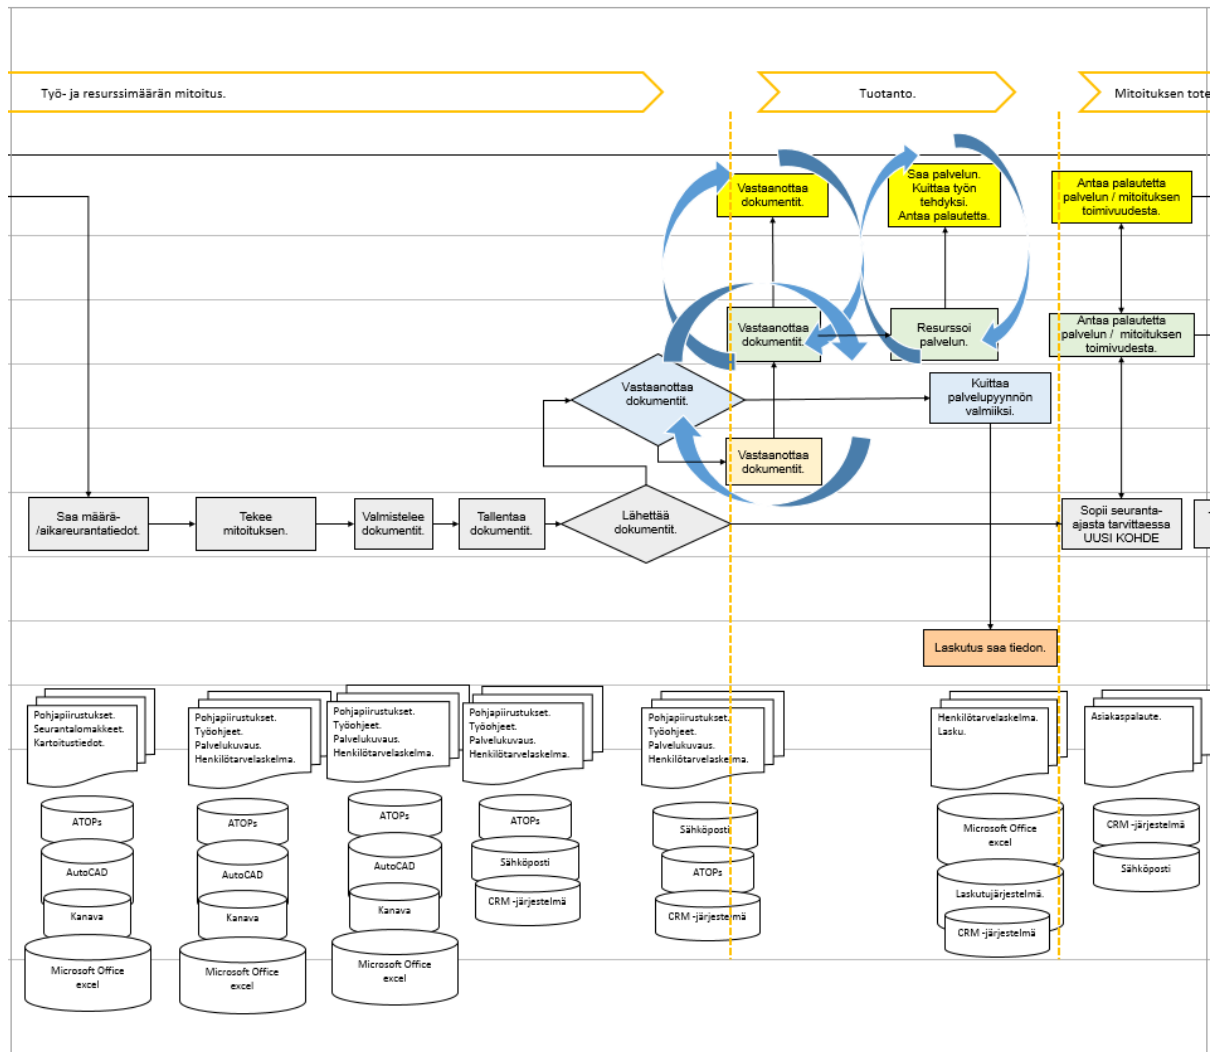 Työ- ja resurssimäärän mitoitus.
Tuotanto.
Mitoituksen tote
Vastaanottaa
dokumentit.
Saa palvelun.
Kuittaa työn
tehdyksi.
Antaa palautetta.
Antaa palautetta
palvelun / mitoituksen
toimivuudesta.
Vastaanottaa
dokumentit.
Resurssoi
palvelun.
Antaa palautetta
palvelun / mitoituksen
toimivudesta.
Vastaanottaa
dokumentit.
Kuittaa
palvelupyynnön
valmiiksi.
Vastaanottaa
dokumentit.
Saa määrä-
/aikareurantatiedot.
Tekee
mitoituksen.
Valmistelee
dokumentit.
Tallentaa
dokumentit.
Lähettää
dokumentit.
Sopii seuranta-
ajasta tarvittaessa
UUSI KOHDE
Laskutus saa tiedon.
Pohjapiirustukset.
Seurantalomakkeet.
Kartoitustiedot.
Pohjapiirustukset.
Työohjeet.
Palvelukuvaus.
Henkilötarvelaskelma.
Pohjapiirustukset.
Työohjeet.
Palvelukuvaus.
Henkilötarvelaskelma.
Pohjapiirustukset.
Työohjeet.
Palvelukuvaus.
Henkilötarvelaskelma.
Pohjapiirustukset.
Työohjeet.
Palvelukuvaus.
Henkilötarvelaskelma.
Henkilötarvelaskelma.
Lasku.
Asiakaspalaute.
ATOPs
AutoCAD
Kanava
Microsoft Office
excel
ATOPs
AutoCAD
Kanava
Microsoft Office
excel
ATOPs
AutoCAD
Kanava
Microsoft Office
excel
ATOPs
Sähköposti
CRM -järjestelmä
Sähköposti
ATOPs
CRM -järjestelmä
Microsoft Office
excel
Laskutujärjestelmä.
CRM -järjestelmä
CRM -järjestelmä
Sähköposti